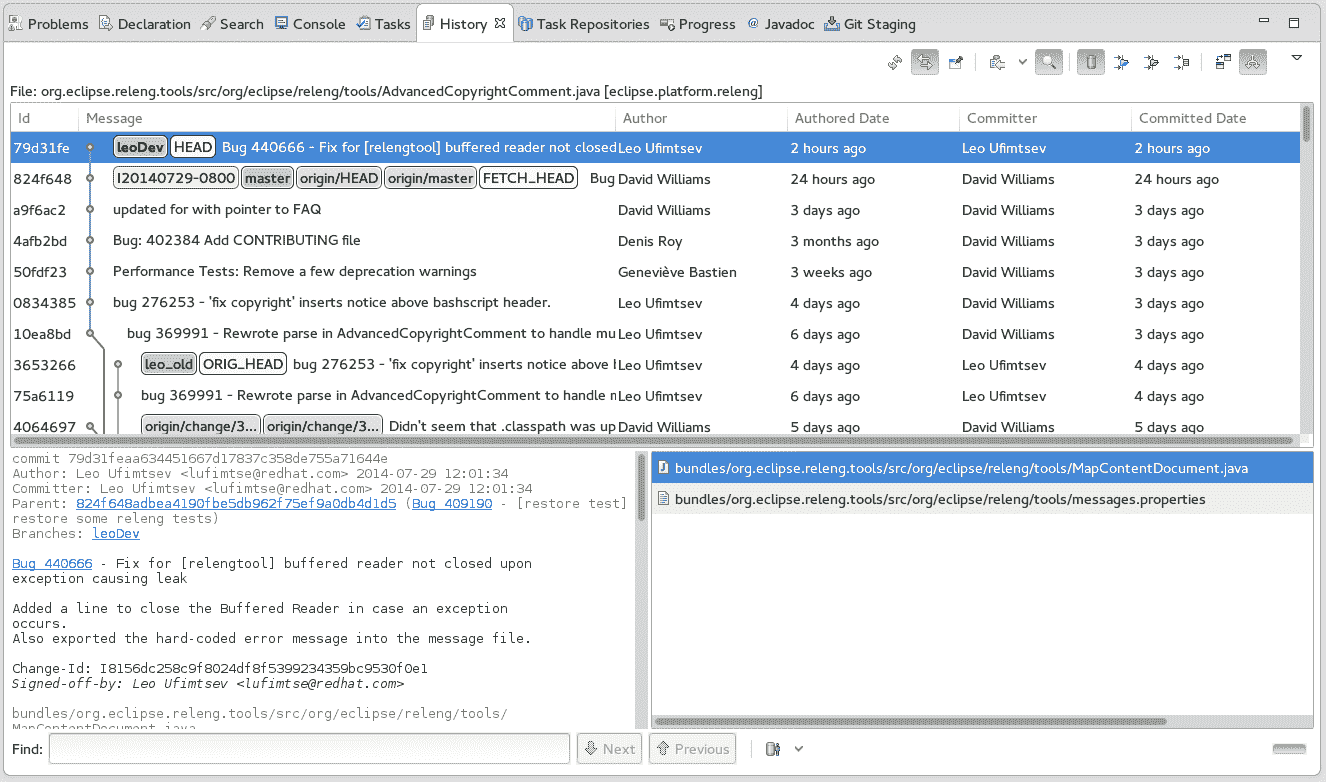 Problems Declaration Search Console Tasks History Task Repositories Progress Javadoc Git Staging
File: org.eclipse.releng.tools/src/org/eclipse/releng/tools/AdvancedCopyrightComment.java [eclipse.platform.releng]
Id Message Author Authored Date Committer Committed Date
79d31fe leoDev HEAD Bug 440666 - Fix for [relengtool] buffered reader not closed Leo Ufimtsev 2 hours ago Leo Ufimtsev 2 hours ago
824f648 I20140729-0800 master origin/HEAD origin/master FETCH_HEAD Bug David Williams 24 hours ago David Williams 24 hours ago
a9f6ac2 updated for with pointer to FAQ David Williams 3 days ago David Williams 3 days ago
4afb2bd Bug: 402384 Add CONTRIBUTING file Denis Roy 3 months ago David Williams 3 days ago
50fdf23 Performance Tests: Remove a few deprecation warnings Geneviève Bastien 3 weeks ago David Williams 3 days ago
0834385 bug 276253 - 'fix copyright' inserts notice above bashscript header. Leo Ufimtsev 4 days ago David Williams 3 days ago
10ea8bd bug 369991 - Rewrote parse in AdvancedCopyrightComment to handle mu Leo Ufimtsev 6 days ago David Williams 3 days ago
3653266 leo_old ORIG_HEAD bug 276253 - 'fix copyright' inserts notice above Leo Ufimtsev 4 days ago Leo Ufimtsev 4 days ago
75a6119 bug 369991 - Rewrote parse in AdvancedCopyrightComment to handle Leo Ufimtsev 6 days ago Leo Ufimtsev 4 days ago
4064697 origin/change/3... origin/change/3... Didn't seem that .classpath was up David Williams 5 days ago David Williams 5 days ago
commit 79d31feaa634451667d17837c358de755a71644e
Author: Leo Ufimtsev <lufimtse@redhat.com> 2014-07-29 12:01:34
Committer: Leo Ufimtsev <lufimtse@redhat.com> 2014-07-29 12:01:34
Parent: 824f648adbea4190fbe5db962f75ef9a0db4d1d5 (Bug 409190 - [restore test]
restore some releng tests)
Branches: leoDev
Bug 440666 - Fix for [relengtool] buffered reader not closed upon
exception causing leak
Added a line to close the Buffered Reader in case an exception
occurs.
Also exported the hard-coded error message into the message file.
Change-Id: I8156dc258c9f8024df8f5399234359bc9530f0e1
Signed-off-by: Leo Ufimtsev <lufimtse@redhat.com>
bundles/org.eclipse.releng.tools/src/org/eclipse/releng/tools/
MapContentDocument.java
bundles/org.eclipse.releng.tools/src/org/eclipse/releng/tools/MapContentDocument.java
bundles/org.eclipse.releng.tools/src/org/eclipse/releng/tools/messages.properties
Find: Next Previous